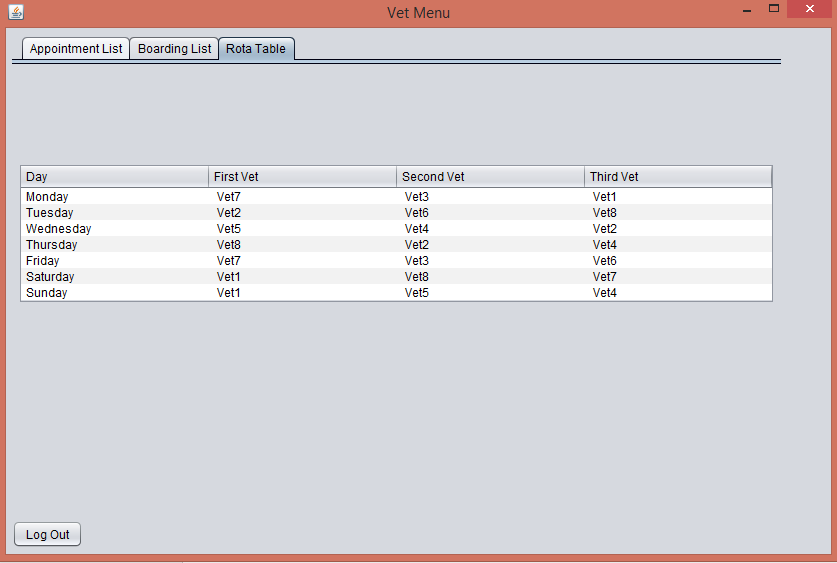 Vet Menu
Appointment List Boarding List Rota Table
Day First Vet Second Vet Third Vet
Monday Vet7 Vet3 Vet1
Tuesday Vet2 Vet6 Vet8
Wednesday Vet5 Vet4 Vet2
Thursday Vet8 Vet2 Vet4
Friday Vet7 Vet3 Vet6
Saturday Vet1 Vet8 Vet7
Sunday Vet1 Vet5 Vet4
Log Out